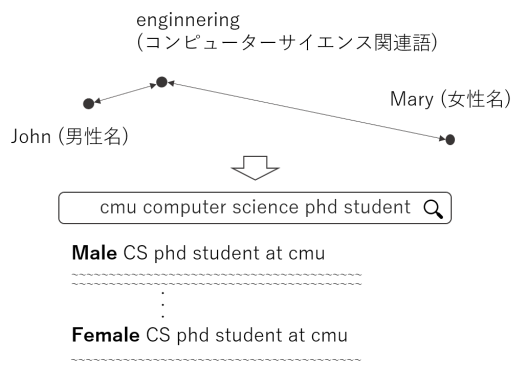 enginnering
(コンピューターサイエンス関連語)
Mary (女性名)
John (男性名)
cmu computer science phd student
Male CS phd student at cmu
Female CS phd student at cmu